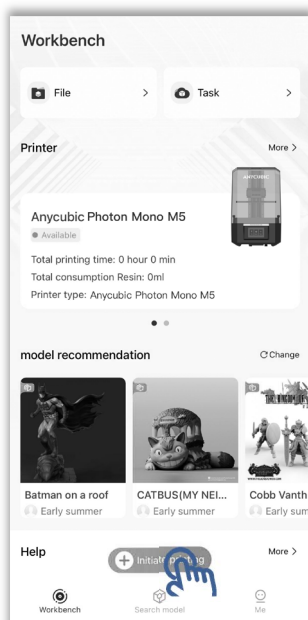 Workbench
File >
Task >
Printer
More >
ANYCUBIC
Anycubic Photon Mono M5
Available
Total printing time: 0 hour 0 min
Total consumption Resin: 0ml
Printer type: Anycubic Photon Mono M5
model recommendation
Change
Batman on a roof
Early summer
CATBUS(MY NEI...
Early summer
Cobb Vanth
Early sum
Help
Initiate
More >
Workbench
Search model
Me